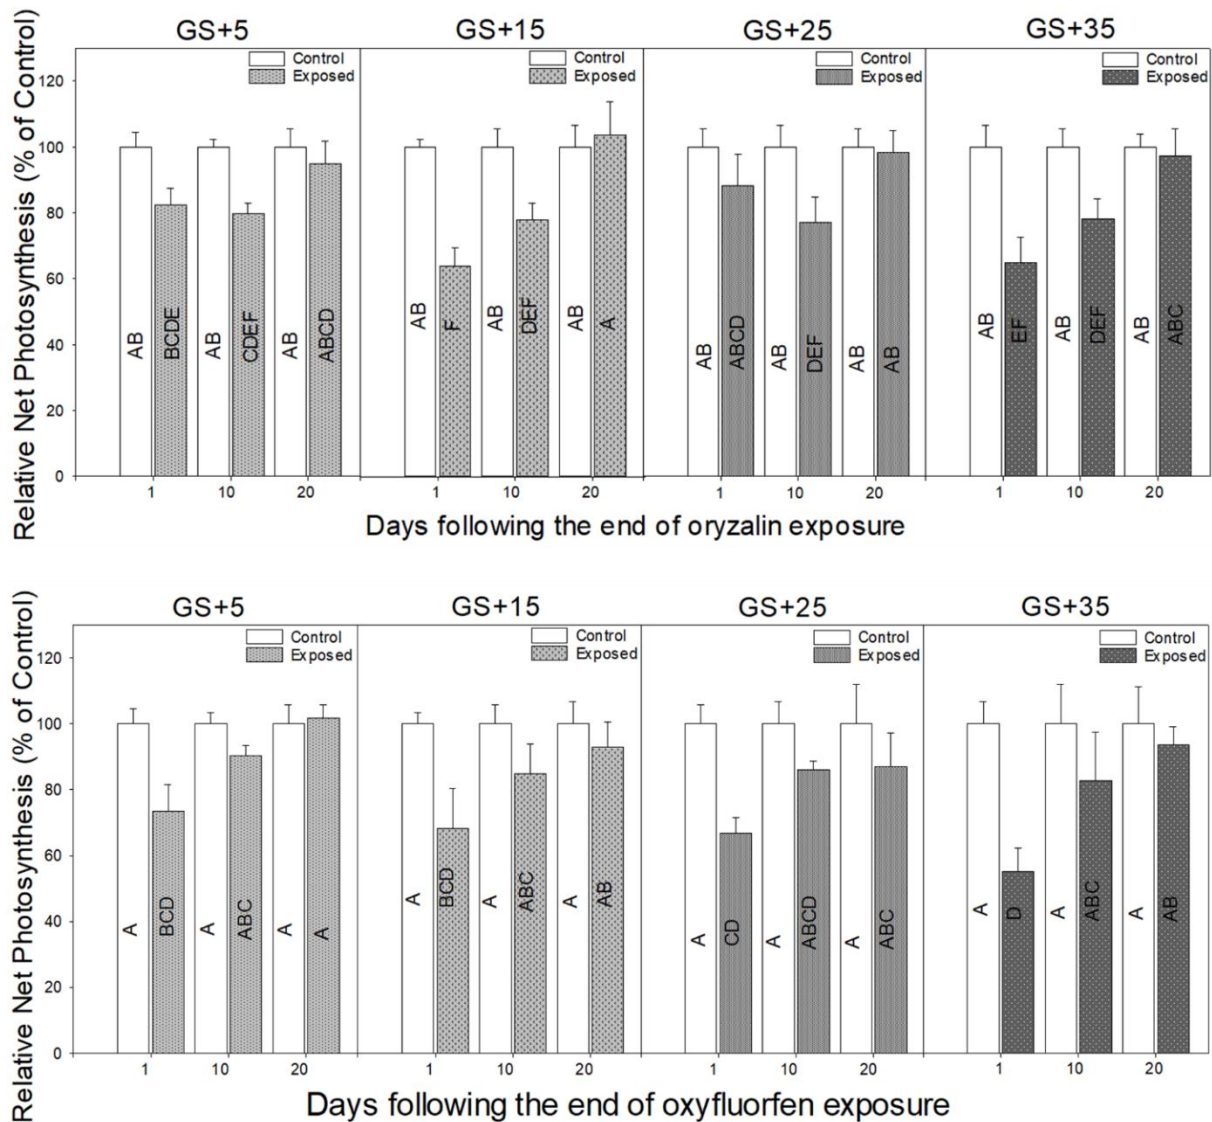 GS+5 GS+15 GS+25 GS+35
Control Control Control Control
Exposed Exposed Exposed Exposed
Relative Net Photosynthesis (% of Control)
120
100
80
60
40
20
0
AB BCDE AB CDEF AB ABCD AB F AB DEF AB A AB ABCD AB DEF AB AB AB EF AB DEF AB ABC
1 10 20 1 10 20 1 10 20 1 10 20
Days following the end of oryzalin exposure
GS+5 GS+15 GS+25 GS+35
Control Control Control Control
Exposed Exposed Exposed Exposed
Relative Net Photosynthesis (% of Control)
120
100
80
60
40
20
0
A BCD A ABC A A A BCD A ABC A AB A CD A ABCD A ABC A D A ABC A AB
1 10 20 1 10 20 1 10 20 1 10 20
Days following the end of oxyfluorfen exposure